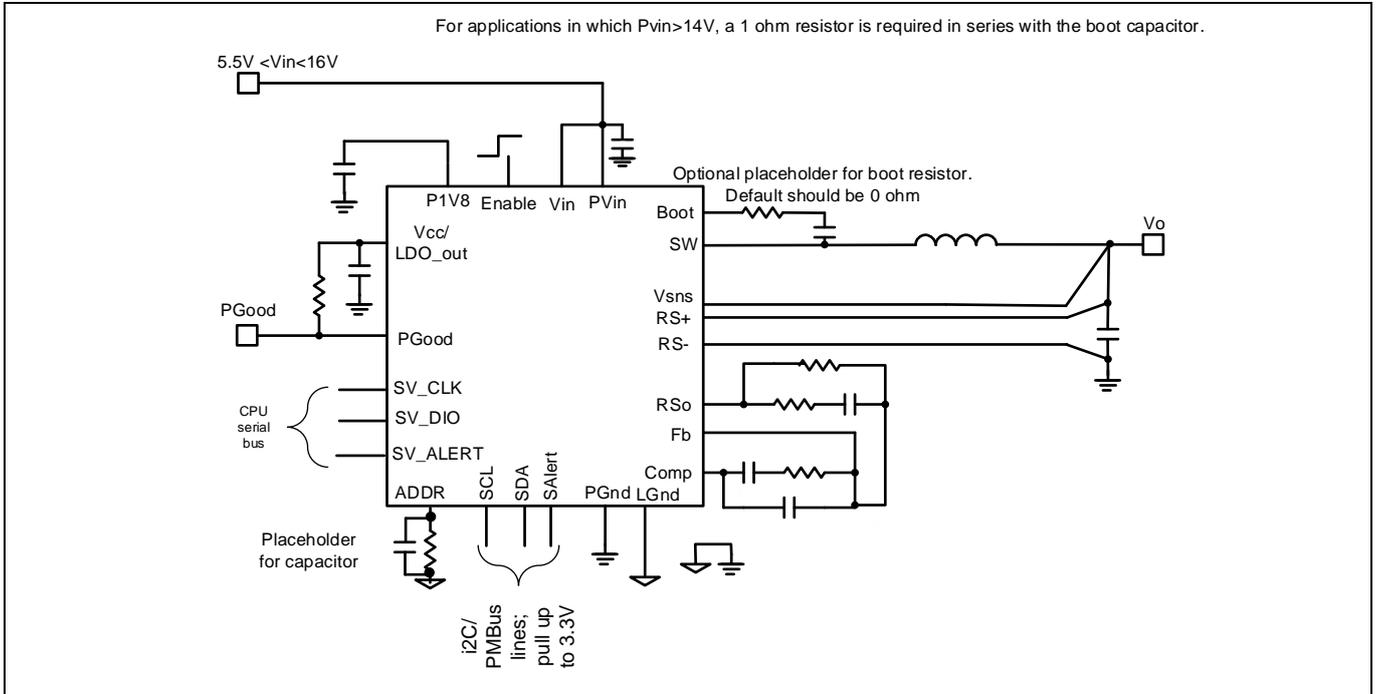 For applications in which Pvin>14V, a 1 ohm resistor is required in series with the boot capacitor.
5.5V <Vin<16V
Optional placeholder for boot resistor.
Default should be 0 ohm
P1V8
Enable
Vin
PVin
Boot
Vcc/
LDO_out
SW
Vo
Vsns
RS+
RS-
PGood
PGood
SV_CLK
SV_DIO
SV_ALERT
CPU
serial
bus
RSo
Fb
Comp
ADDR
SCL
SDA
SAlert
PGnd
LGnd
Placeholder
for capacitor
i2C/
PMBus
lines;
pull up
to 3.3V